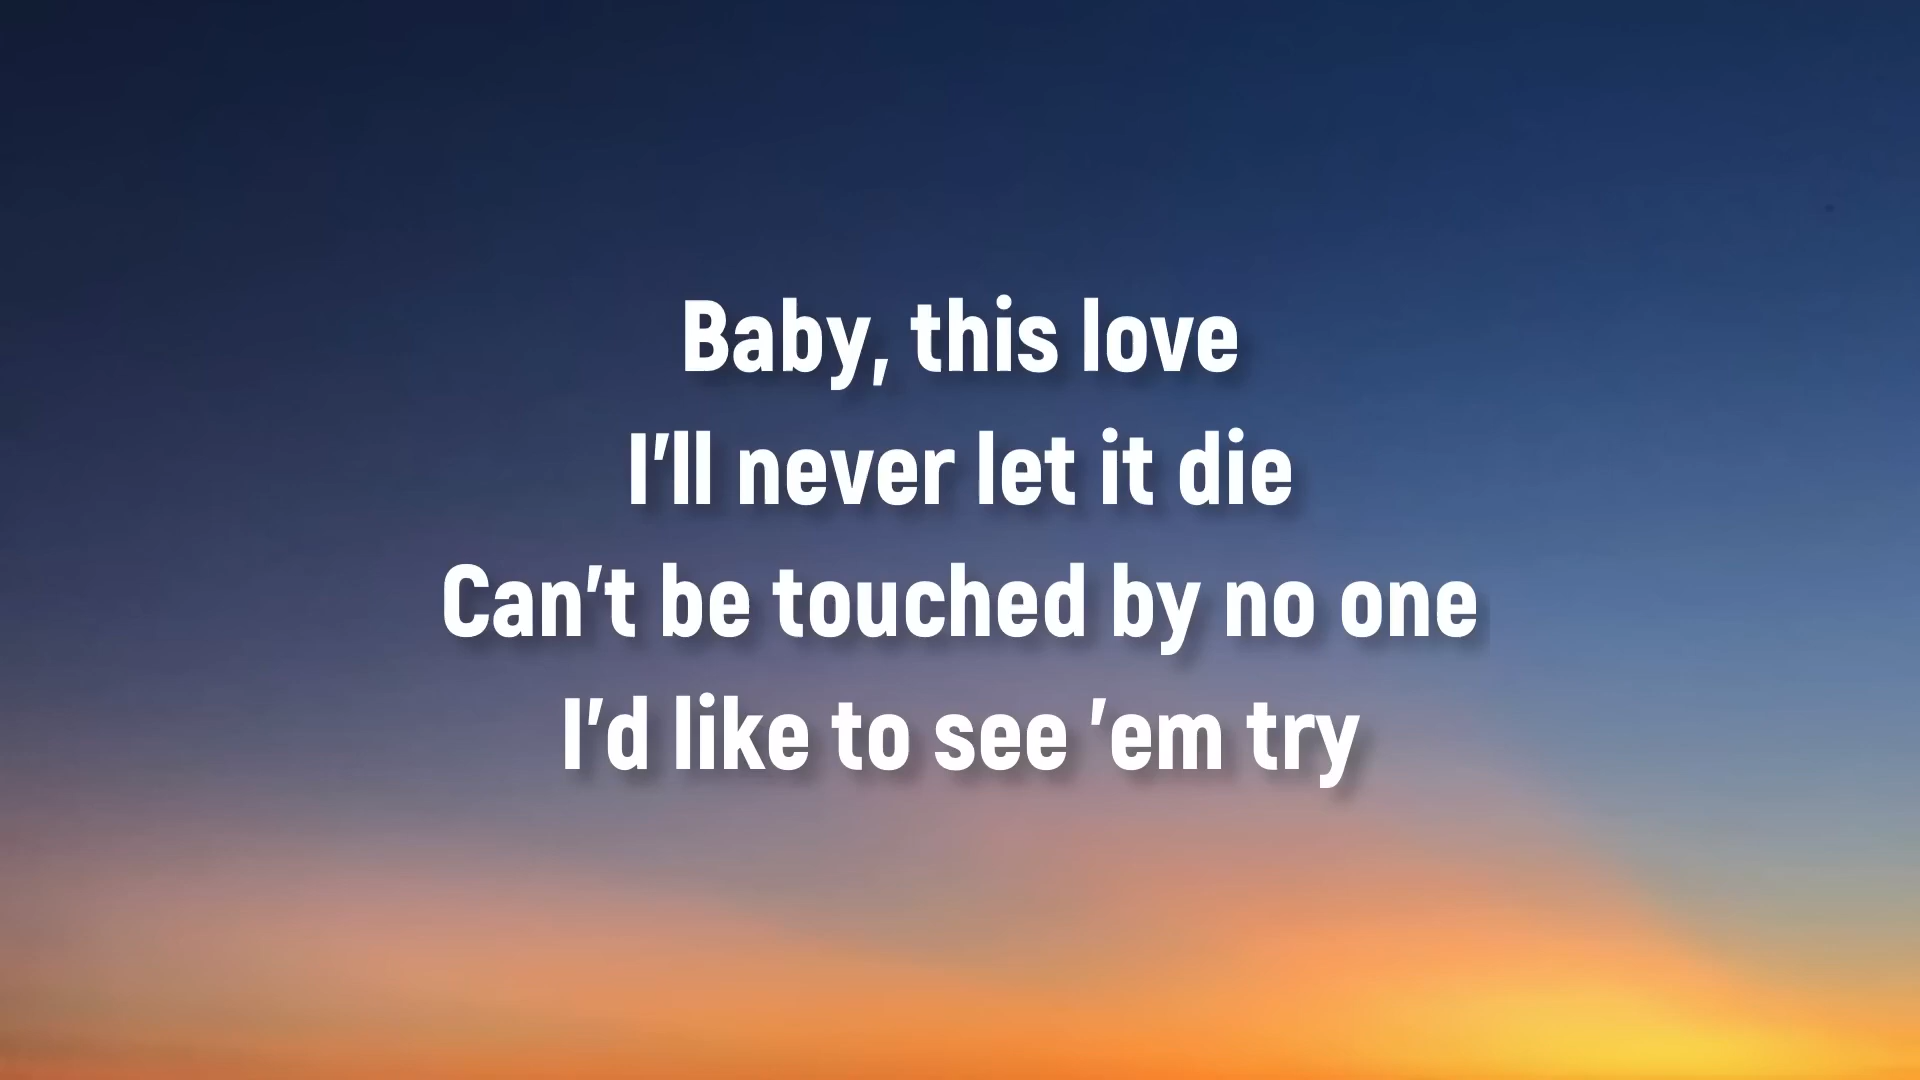 Baby, this love
I'll never let it die
Can't be touched by no one
I'd like to see 'em try